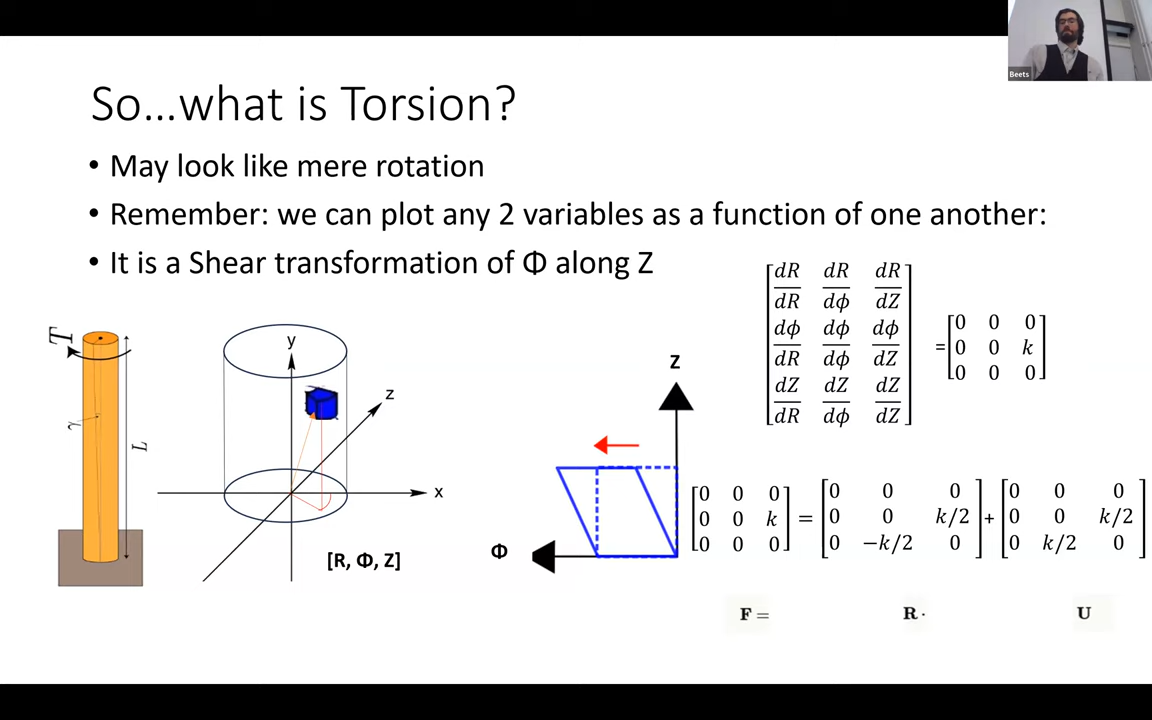 Beets
So...what is Torsion?
• May look like mere rotation
• Remember: we can plot any 2 variables as a function of one another:
• It is a Shear transformation of Φ along Z
T
γ
L
y
z
x
[R, Φ, Z]
Z
Φ
dR dR dR
dR dϕ dZ
dϕ dϕ dϕ
dR dϕ dZ
dZ dZ dZ
dR dϕ dZ
=
0 0 0
0 0 k
0 0 0
0 0 0
0 0 k
0 0 0
=
0 0 0
0 0 k/2
0 −k/2 0
+
0 0 0
0 0 k/2
0 k/2 0
F = R · U